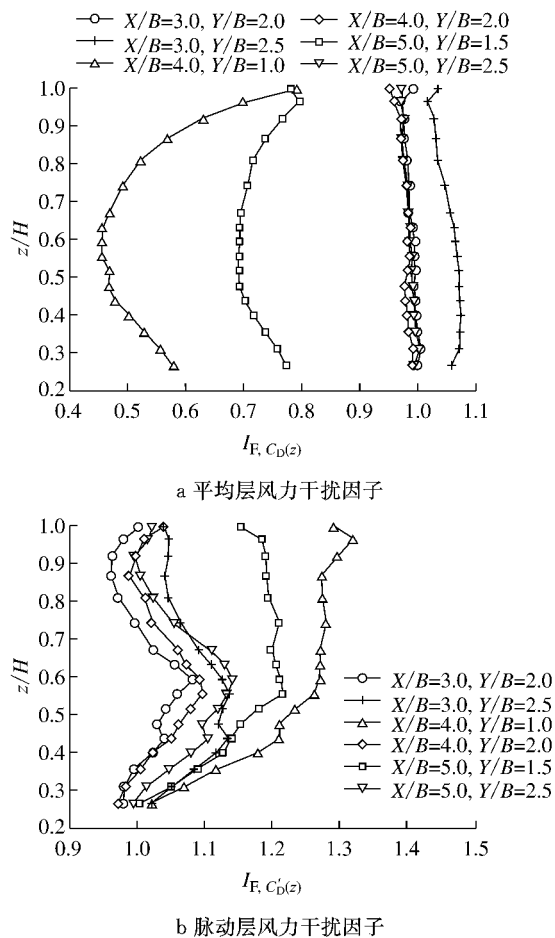 X/B=3.0, Y/B=2.0
X/B=3.0, Y/B=2.5
X/B=4.0, Y/B=1.0
X/B=4.0, Y/B=2.0
X/B=5.0, Y/B=1.5
X/B=5.0, Y/B=2.5
z/H
1.0
0.9
0.8
0.7
0.6
0.5
0.4
0.3
0.2
0.4 0.5 0.6 0.7 0.8 0.9 1.0 1.1
I_F, C_D(z)
a 平均层风力干扰因子
z/H
1.0
0.9
0.8
0.7
0.6
0.5
0.4
0.3
0.2
X/B=3.0, Y/B=2.0
X/B=3.0, Y/B=2.5
X/B=4.0, Y/B=1.0
X/B=4.0, Y/B=2.0
X/B=5.0, Y/B=1.5
X/B=5.0, Y/B=2.5
0.9 1.0 1.1 1.2 1.3 1.4 1.5
I_F, C′_D(z)
b 脉动层风力干扰因子